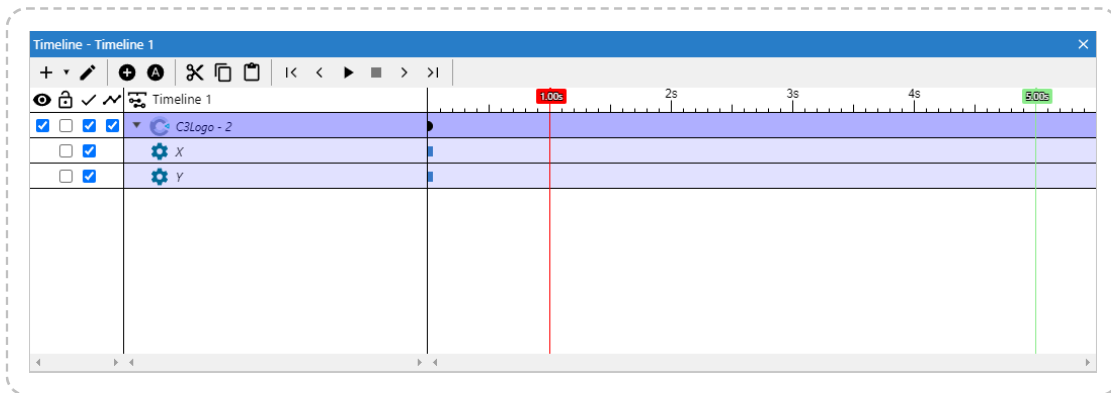 Timeline - Timeline 1
Timeline 1
1.00s 2s 3s 4s 5.00s
C3Logo - 2
X
Y